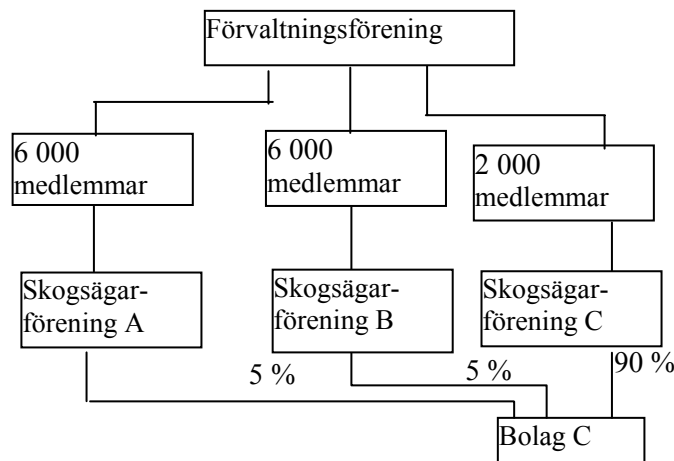 Förvaltningsförening
6 000
medlemmar
6 000
medlemmar
2 000
medlemmar
Skogsägar-
förening A
Skogsägar-
förening B
Skogsägar-
förening C
5 %
5 %
90 %
Bolag C